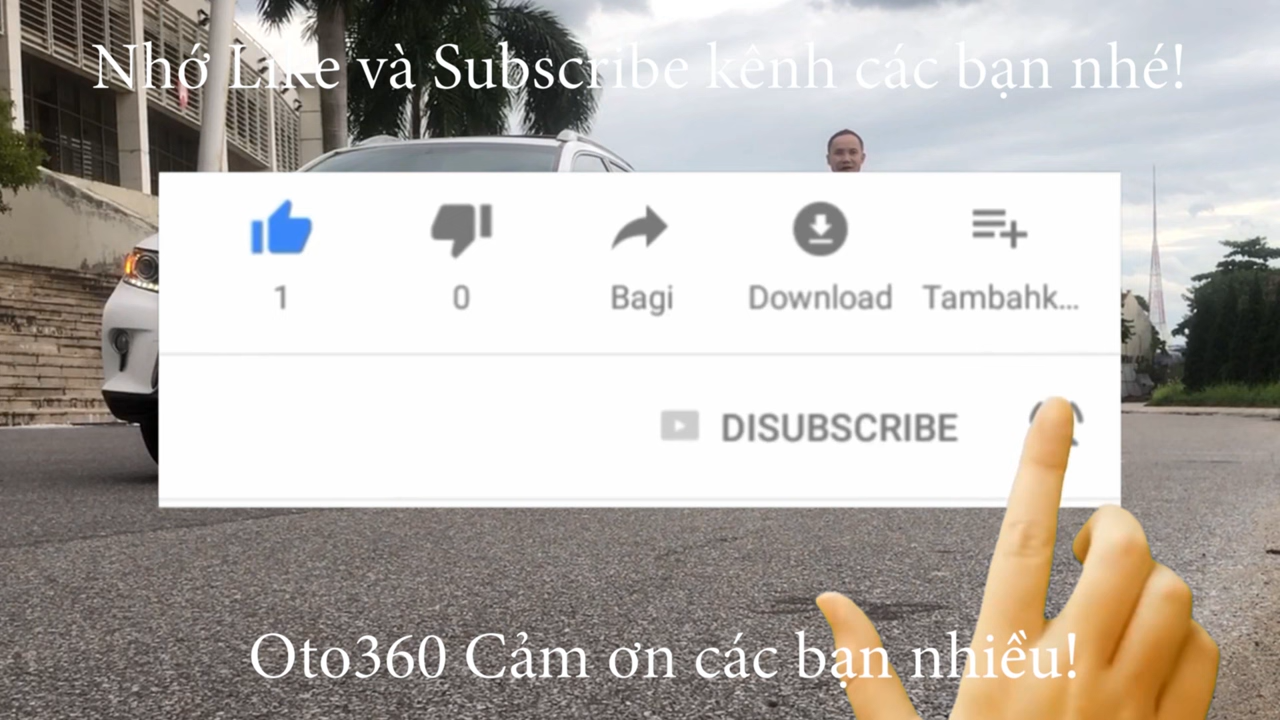 Nhớ Like và Subscribe kênh các bạn nhé!
1 0 Bagi Download Tambahk...
DISUBSCRIBE
Oto360 Cảm ơn các bạn nhiều!